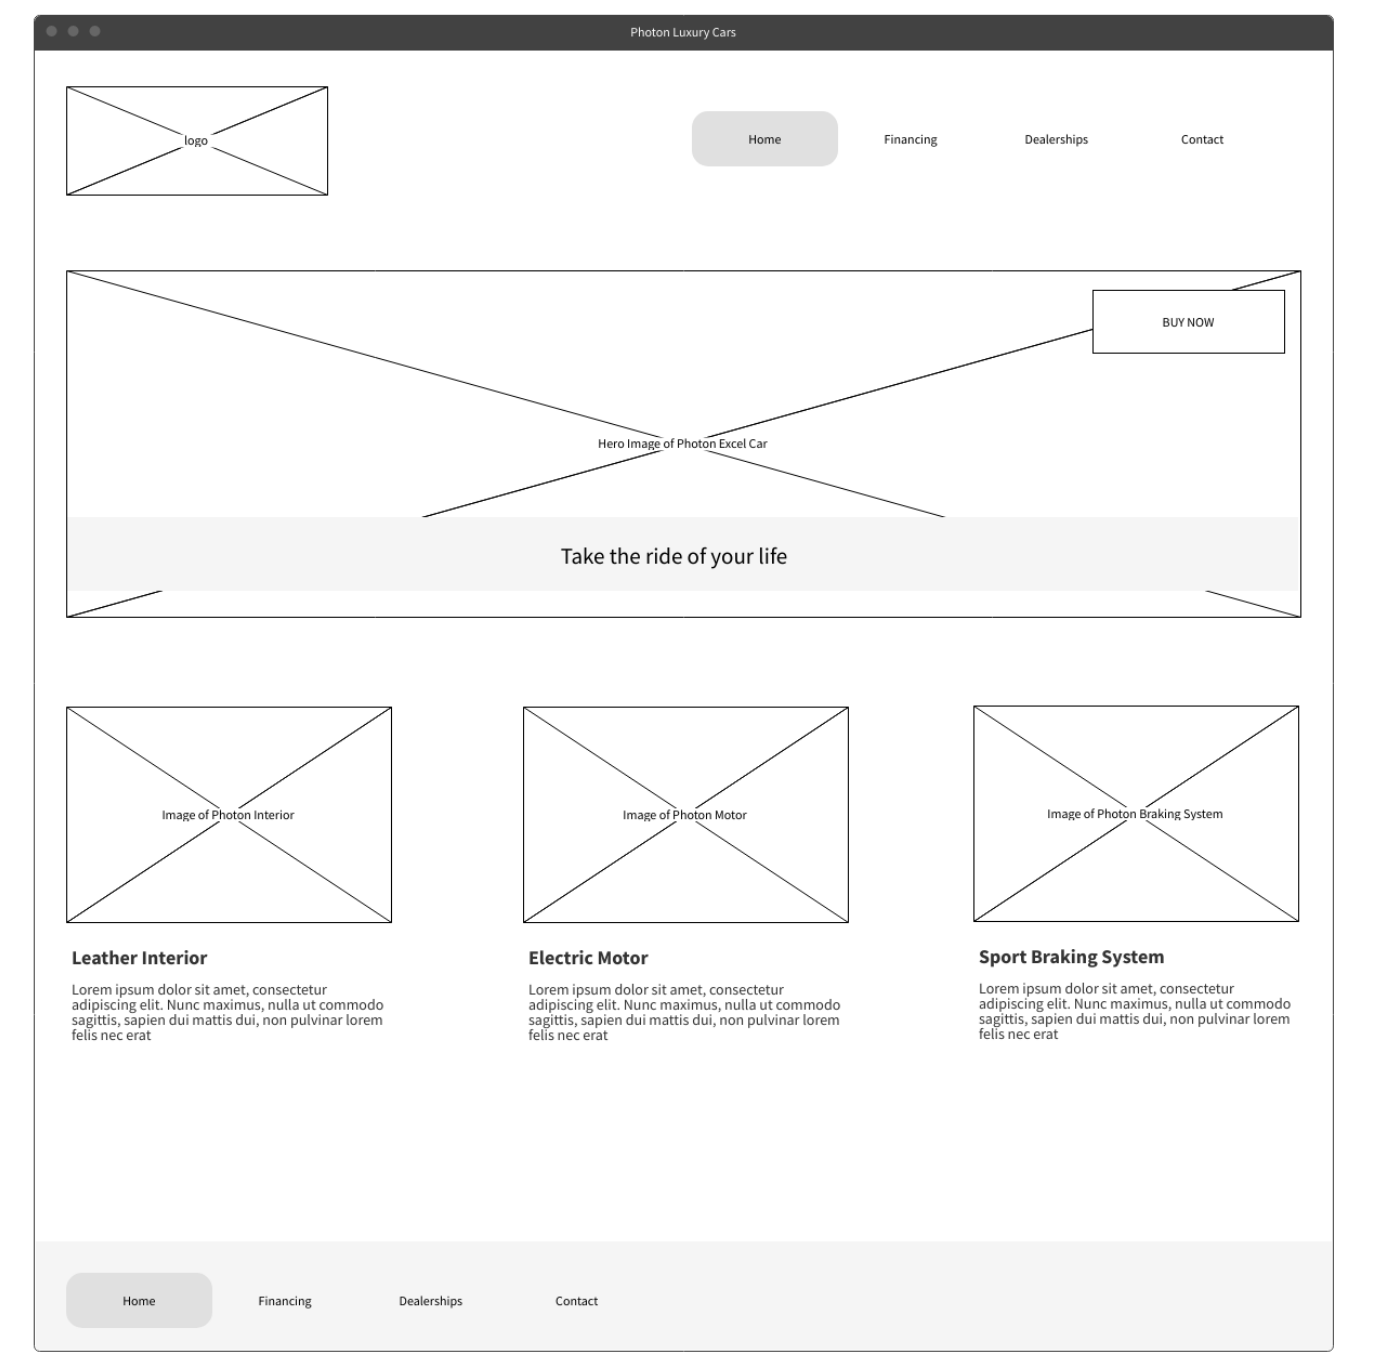 Photon Luxury Cars
logo
Home
Financing
Dealerships
Contact
BUY NOW
Hero Image of Photon Excel Car
Take the ride of your life
Image of Photon Interior
Image of Photon Motor
Image of Photon Braking System
Leather Interior
Lorem ipsum dolor sit amet, consectetur
adipiscing elit. Nunc maximus, nulla ut commodo
sagittis, sapien dui mattis dui, non pulvinar lorem
felis nec erat
Electric Motor
Lorem ipsum dolor sit amet, consectetur
adipiscing elit. Nunc maximus, nulla ut commodo
sagittis, sapien dui mattis dui, non pulvinar lorem
felis nec erat
Sport Braking System
Lorem ipsum dolor sit amet, consectetur
adipiscing elit. Nunc maximus, nulla ut commodo
sagittis, sapien dui mattis dui, non pulvinar lorem
felis nec erat
Home
Financing
Dealerships
Contact